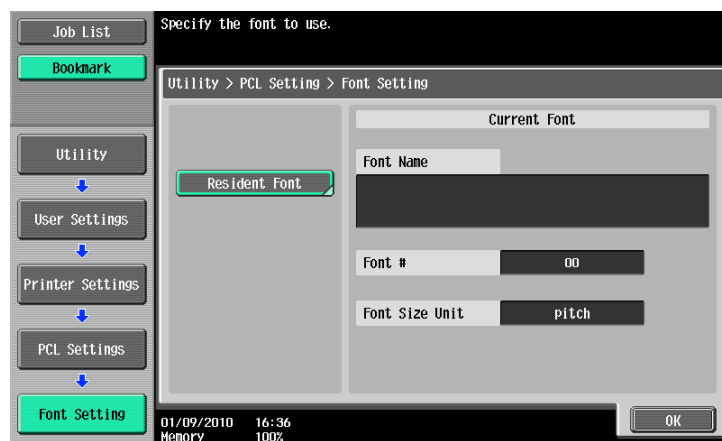 Job List
Bookmark
Utility
User Settings
Printer Settings
PCL Settings
Font Setting
Specify the font to use.
Utility > PCL Setting > Font Setting
Resident Font
Current Font
Font Name
Font # 00
Font Size Unit pitch
01/09/2010 16:36
Memory 100%
OK